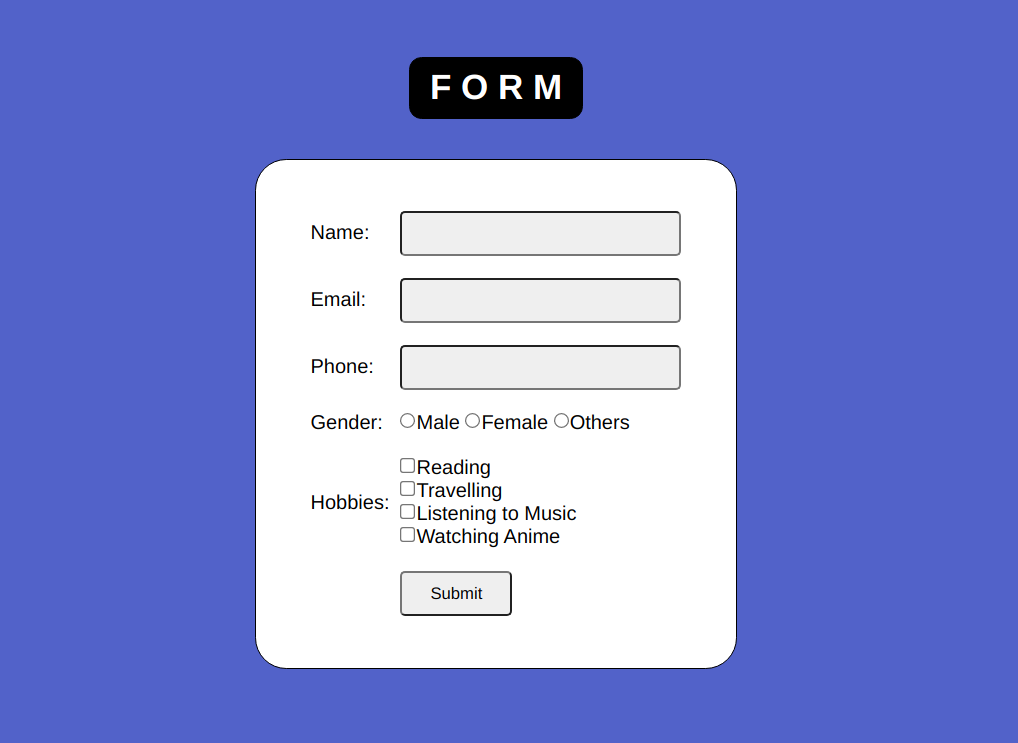 FORM
Name:
Email:
Phone:
Gender: Male Female Others
Reading
Travelling
Hobbies:
Listening to Music
Watching Anime
Submit